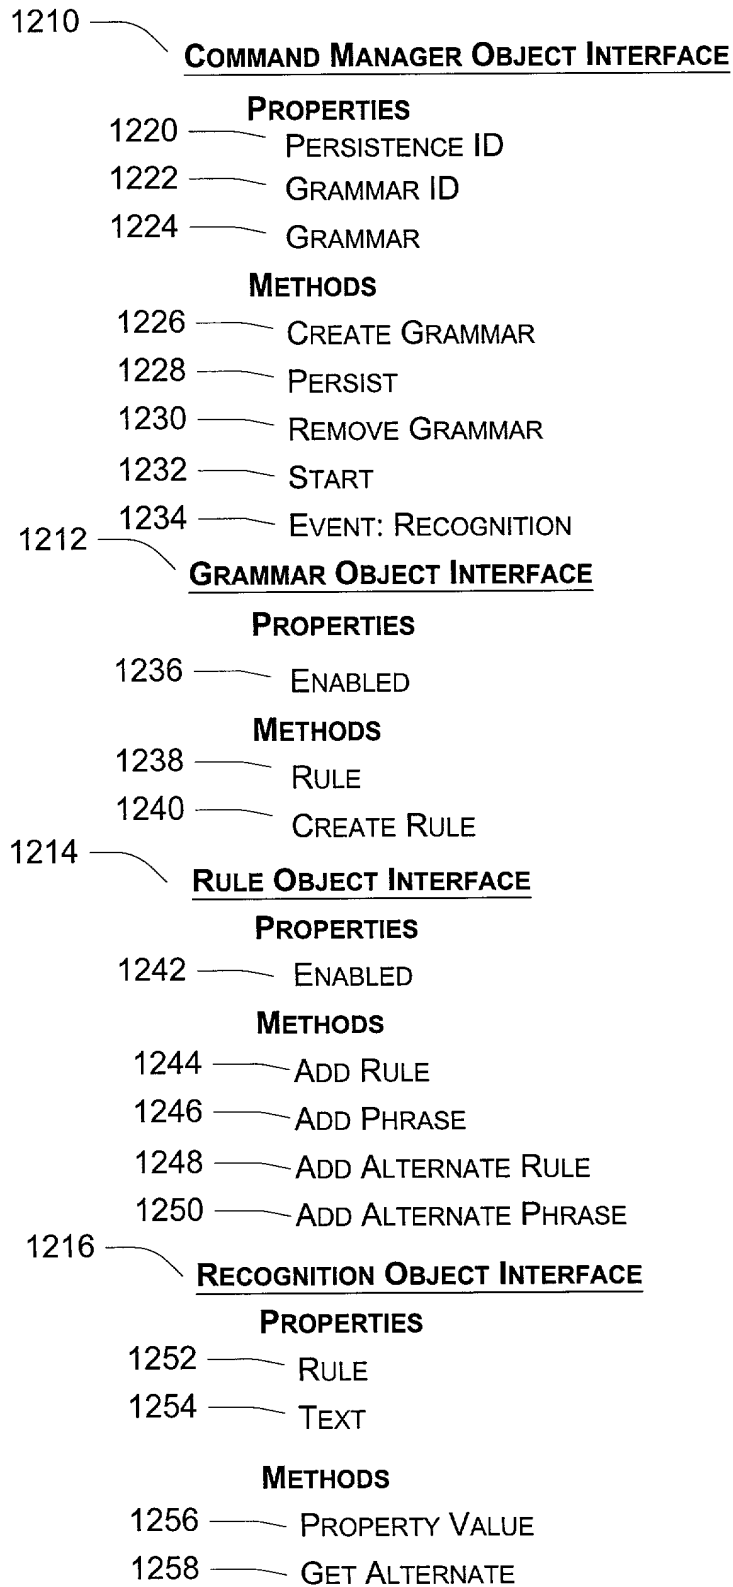 1210
COMMAND MANAGER OBJECT INTERFACE
PROPERTIES
1220 PERSISTENCE ID
1222 GRAMMAR ID
1224 GRAMMAR
METHODS
1226 CREATE GRAMMAR
1228 PERSIST
1230 REMOVE GRAMMAR
1232 START
1234 EVENT: RECOGNITION
1212
GRAMMAR OBJECT INTERFACE
PROPERTIES
1236 ENABLED
METHODS
1238 RULE
1240 CREATE RULE
1214
RULE OBJECT INTERFACE
PROPERTIES
1242 ENABLED
METHODS
1244 ADD RULE
1246 ADD PHRASE
1248 ADD ALTERNATE RULE
1250 ADD ALTERNATE PHRASE
1216
RECOGNITION OBJECT INTERFACE
PROPERTIES
1252 RULE
1254 TEXT
METHODS
1256 PROPERTY VALUE
1258 GET ALTERNATE